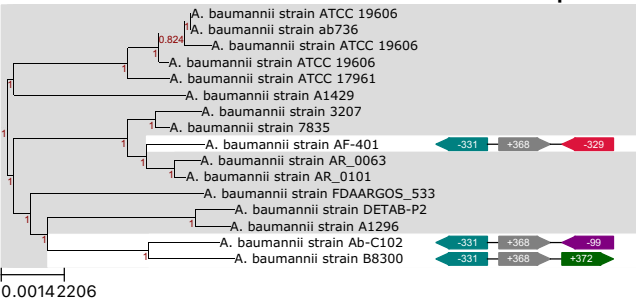 A. baumannii strain ATCC 19606
1
A. baumannii strain ab736
0.824
A. baumannii strain ATCC 19606
A. baumannii strain ATCC 19606
1
A. baumannii strain ATCC 17961
1
A. baumannii strain A1429
A. baumannii strain 3207
1
A. baumannii strain 7835
1
A. baumannii strain AF-401 -331 +368 -329
1
1
A. baumannii strain AR_0063
1
A. baumannii strain AR_0101
1
A. baumannii strain FDAARGOS_533
A. baumannii strain DETAB-P2
1
1
A. baumannii strain A1296
1
A. baumannii strain Ab-C102 -331 +368 -99
1
A. baumannii strain B8300 -331 +368 +372
0.00142206